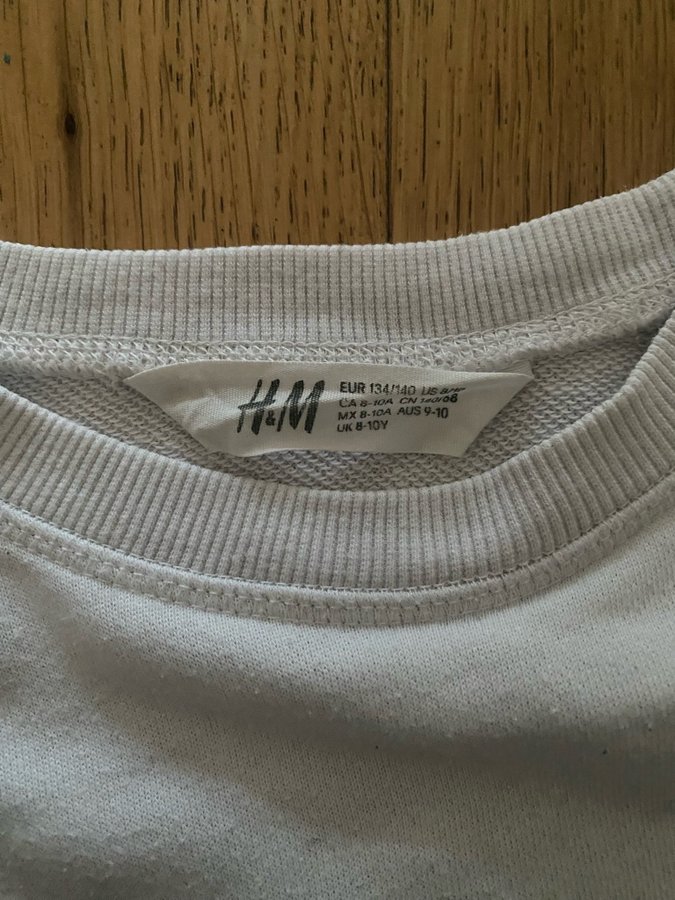 H&M
EUR 134/140 US
CA 8-10A CN 140/68
MX 8-10A AUS 9-10
UK 8-10Y